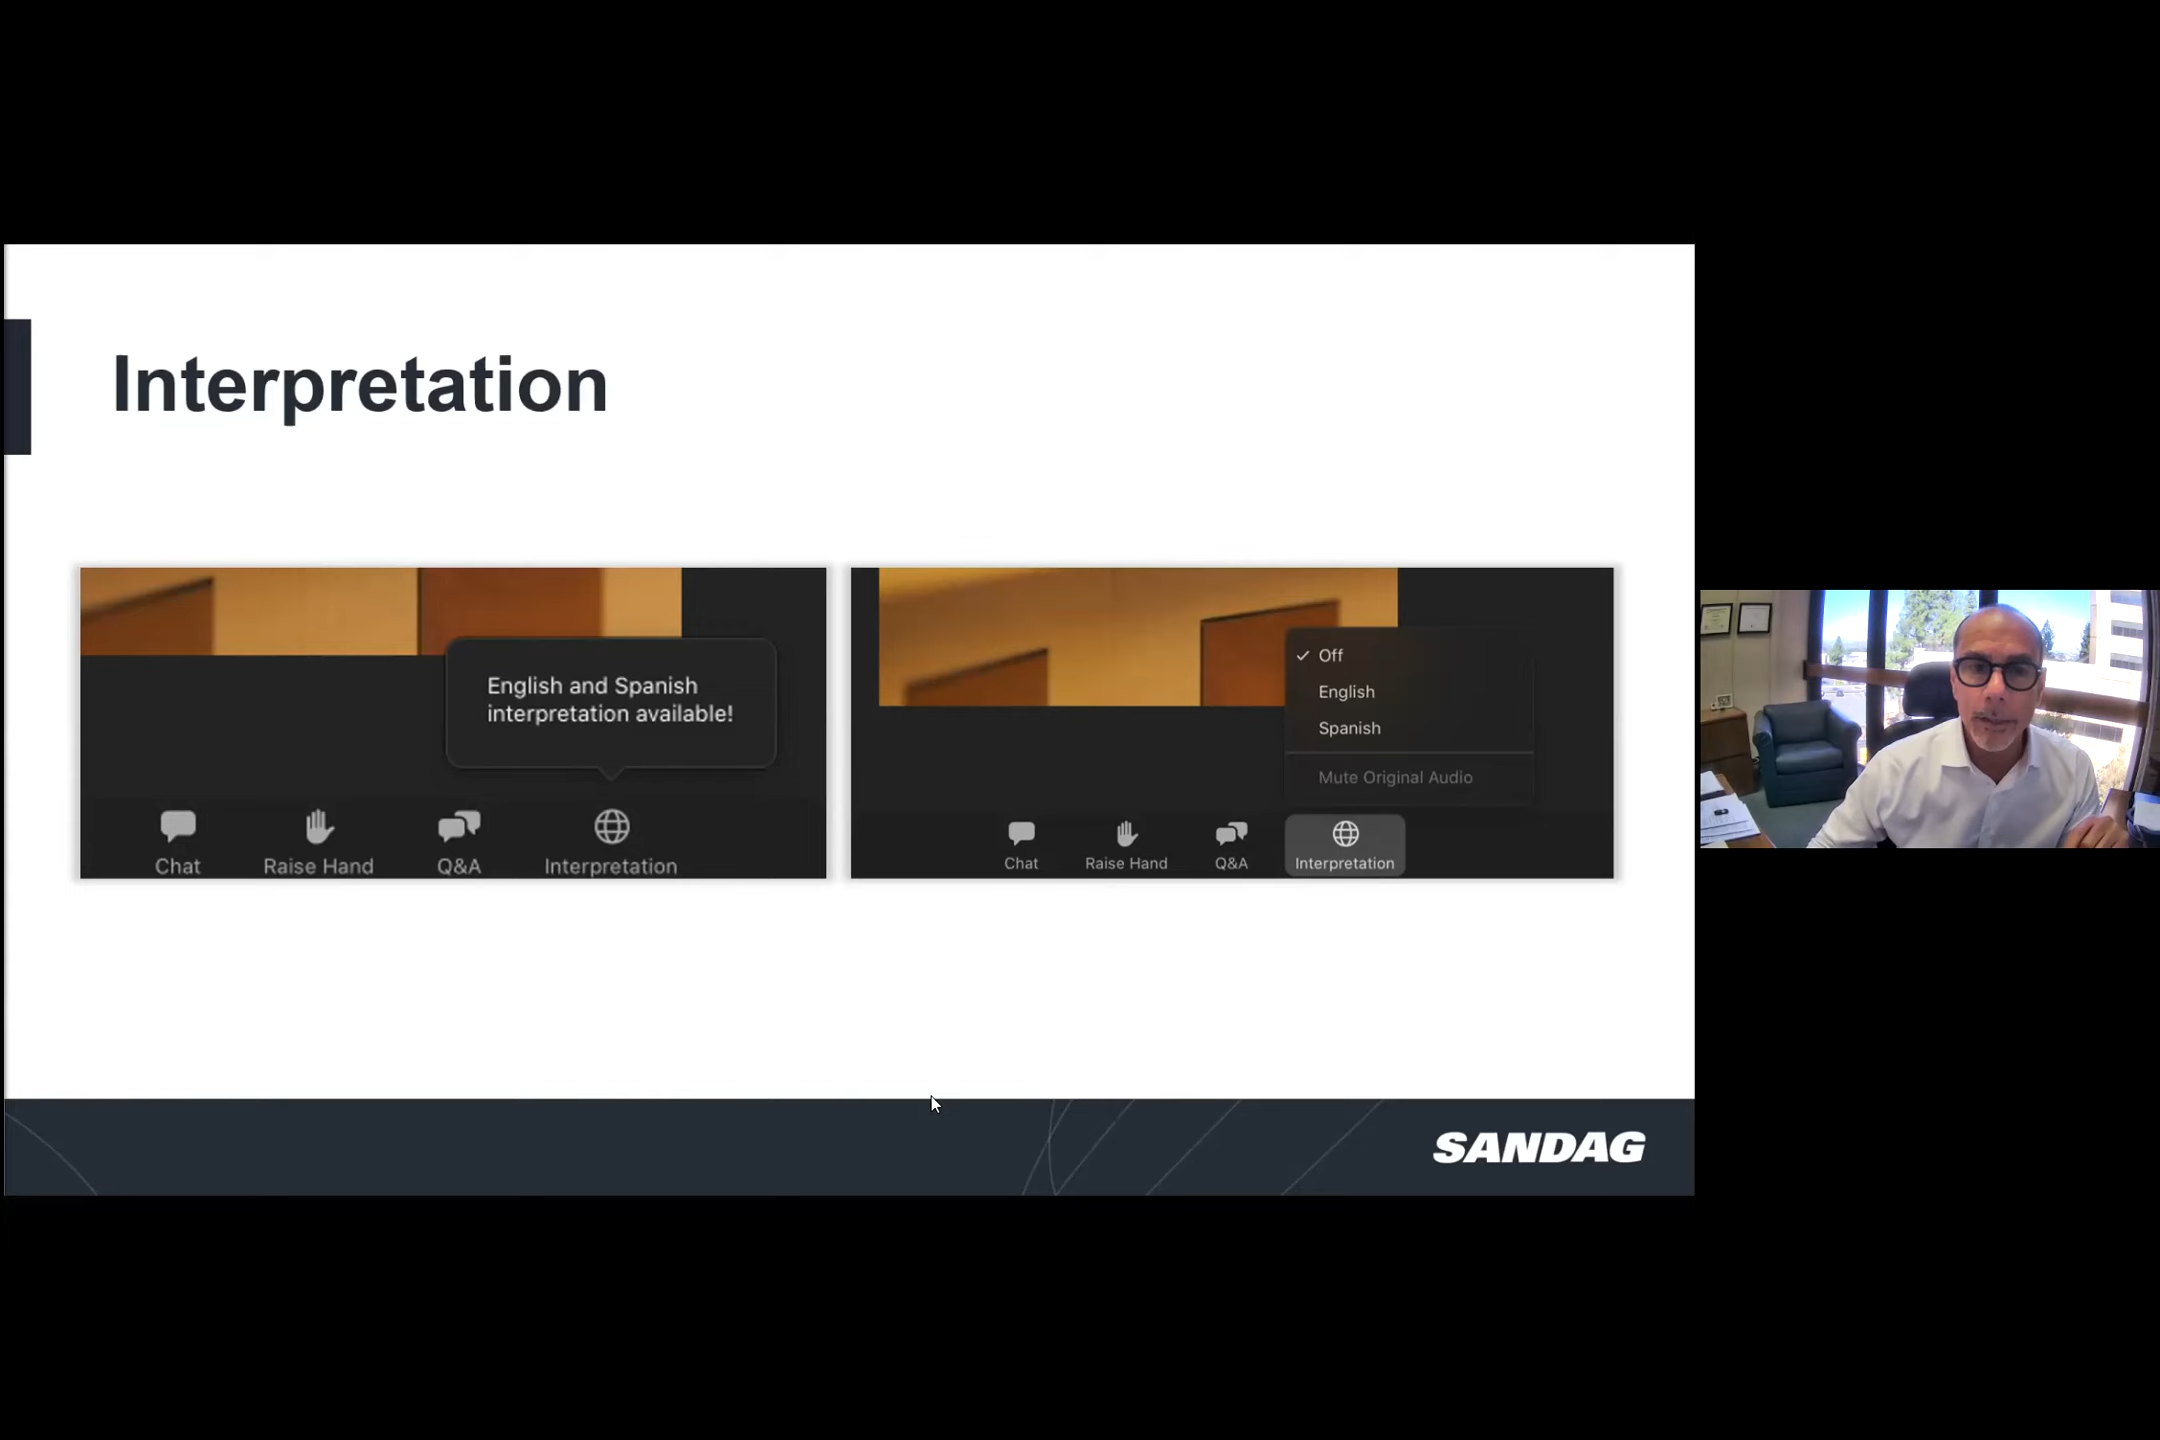 Interpretation
English and Spanish
interpretation available!
Chat
Raise Hand
Q&A
Interpretation
Off
English
Spanish
Mute Original Audio
Chat
Raise Hand
Q&A
Interpretation
SANDAG